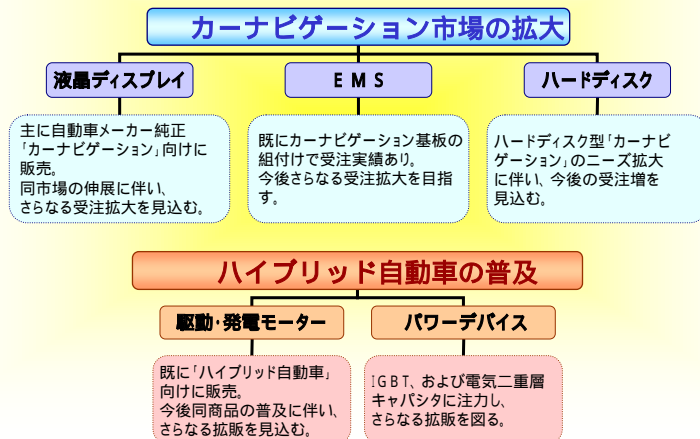 カーナビゲーション市場の拡大
液晶ディスプレイ
EMS
ハードディスク
主に自動車メーカー純正
「カーナビゲーション」向けに
販売。
同市場の伸展に伴い、
さらなる受注拡大を見込む。
既にカーナビゲーション基板の
組付けで受注実績あり。
今後さらなる受注拡大を目指
す。
ハードディスク型「カーナビ
ゲーション」のニーズ拡大
に伴い、今後の受注増を
見込む。
ハイブリッド自動車の普及
駆動・発電モーター
パワーデバイス
既に「ハイブリッド自動車」
向けに販売。
今後同商品の普及に伴い、
さらなる拡販を見込む。
IGBT、および電気二重層
キャパシタに注力し、
さらなる拡販を図る。